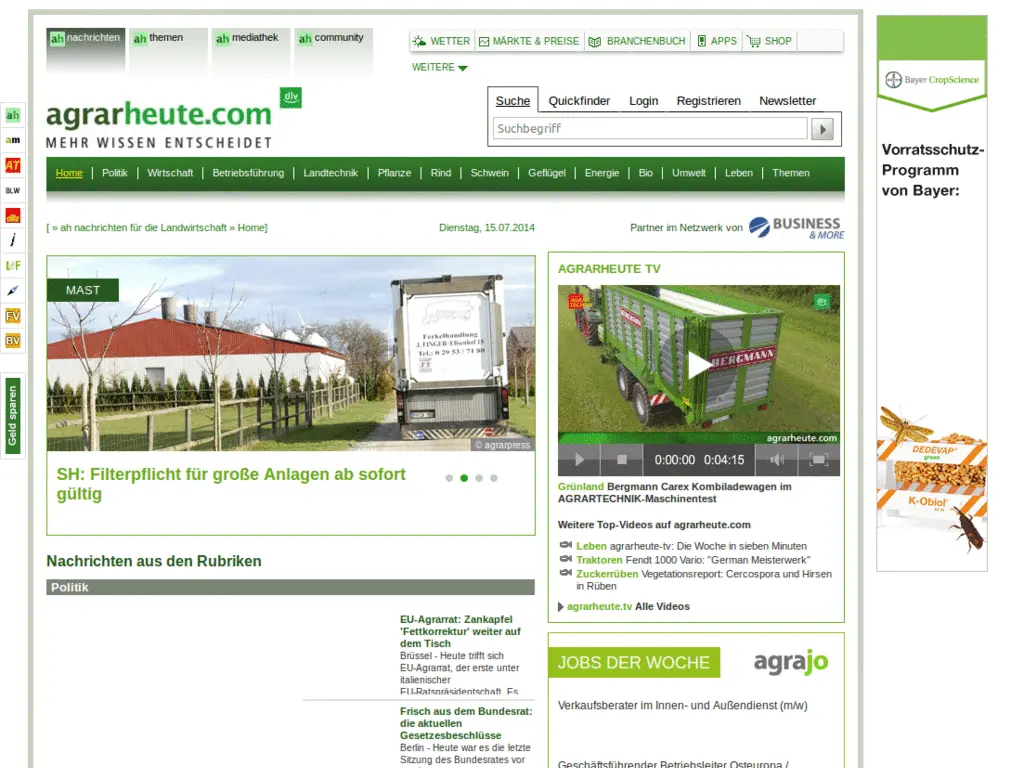 ah nachrichten
ah themen
ah mediathek
ah community
WETTER
MÄRKTE & PREISE
BRANCHENBUCH
APPS
SHOP
WEITERE
agrarheute.com dlv
MEHR WISSEN ENTSCHEIDET
Suche Quickfinder Login Registrieren Newsletter
Suchbegriff
Home Politik Wirtschaft Betriebsführung Landtechnik Pflanze Rind Schwein Geflügel Energie Bio Umwelt Leben Themen
[ » ah nachrichten für die Landwirtschaft » Home]
Dienstag, 15.07.2014
Partner im Netzwerk von BUSINESS
& MORE
ah
am
AT
BLW
j
L&F
FV
BV
Geld sparen
MAST
Ferkelhandlung
J. FINGER-Eltenhof 15
Tel.: 0 29 53 / 71 80
© agrarpress
SH: Filterpflicht für große Anlagen ab sofort
gültig
Nachrichten aus den Rubriken
Politik
EU-Agrarrat: Zankapfel
'Fettkorrektur' weiter auf
dem Tisch
Brüssel - Heute trifft sich
EU-Agrarrat, der erste unter
italienischer
EU-Ratspräsidentschaft. Es
Frisch aus dem Bundesrat:
die aktuellen
Gesetzesbeschlüsse
Berlin - Heute war es die letzte
Sitzung des Bundesrates vor
AGRARHEUTE TV
dlv
BERGMANN
agrarheute.com
0:00:00 0:04:15
Grünland Bergmann Carex Kombiladewagen im
AGRARTECHNIK-Maschinentest
Weitere Top-Videos auf agrarheute.com
Leben agrarheute-tv: Die Woche in sieben Minuten
Traktoren Fendt 1000 Vario: "German Meisterwerk"
Zuckerrüben Vegetationsreport: Cercospora und Hirsen
in Rüben
agrarheute.tv Alle Videos
JOBS DER WOCHE
agrajo
Verkaufsberater im Innen- und Außendienst (m/w)
Geschäftsführender Betriebsleiter Osteuropa /
Bayer CropScience
Vorratsschutz-
Programm
von Bayer:
DEDEVAP
green
K-Obiol